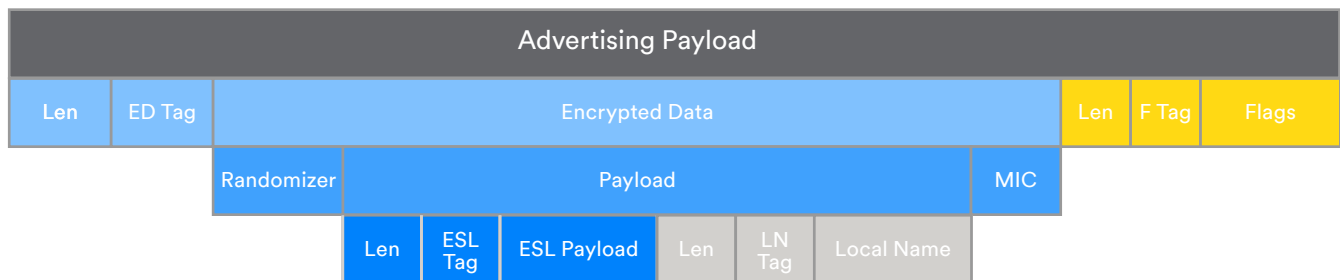 Advertising Payload
Len ED Tag Encrypted Data Len F Tag Flags
Randomizer Payload MIC
Len ESL Tag ESL Payload Len LN Tag Local Name